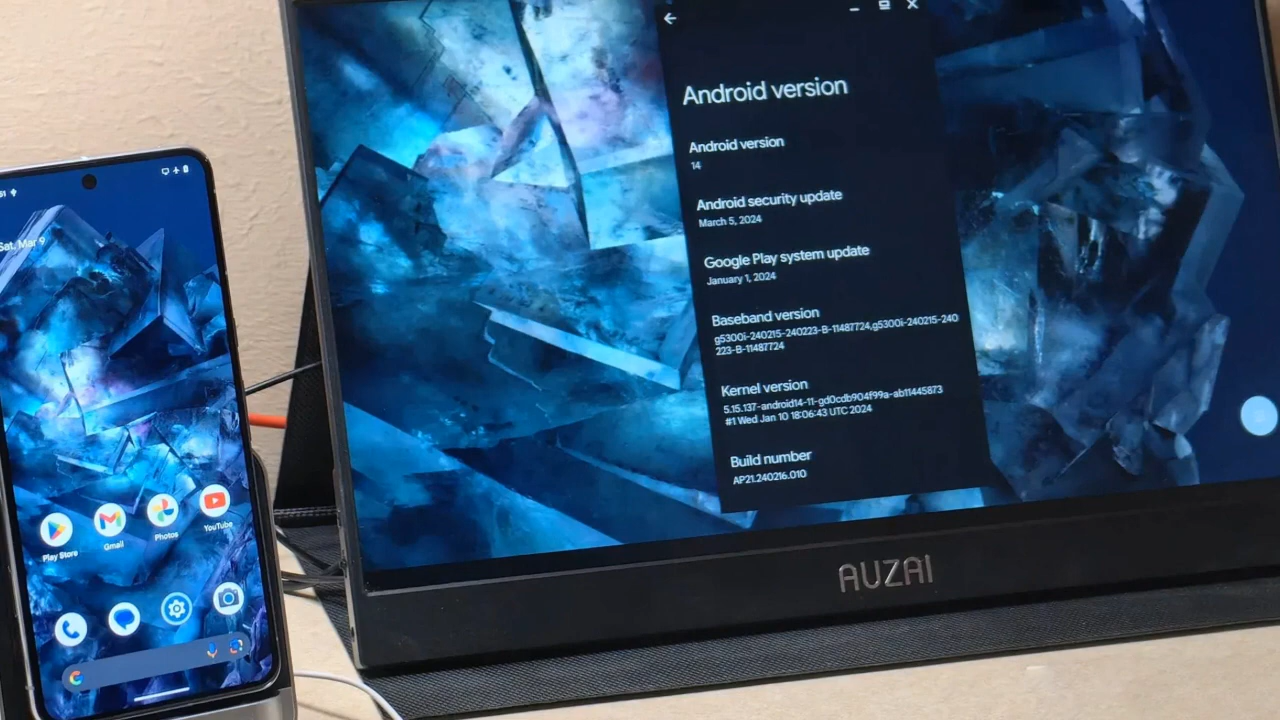 Android version
Android version
14
Android security update
March 5, 2024
Google Play system update
January 1, 2024
Baseband version
g5300i-240215-240223-B-11487724,g5300i-240215-240
223-B-11487724
Kernel version
5.15.137-android14-11-gd0cdb904f99a-ab11445873
#1 Wed Jan 10 18:06:43 UTC 2024
Build number
AP21.240216.010
AUZAI
Sat, Mar 9
Play Store
Gmail
Photos
YouTube
G